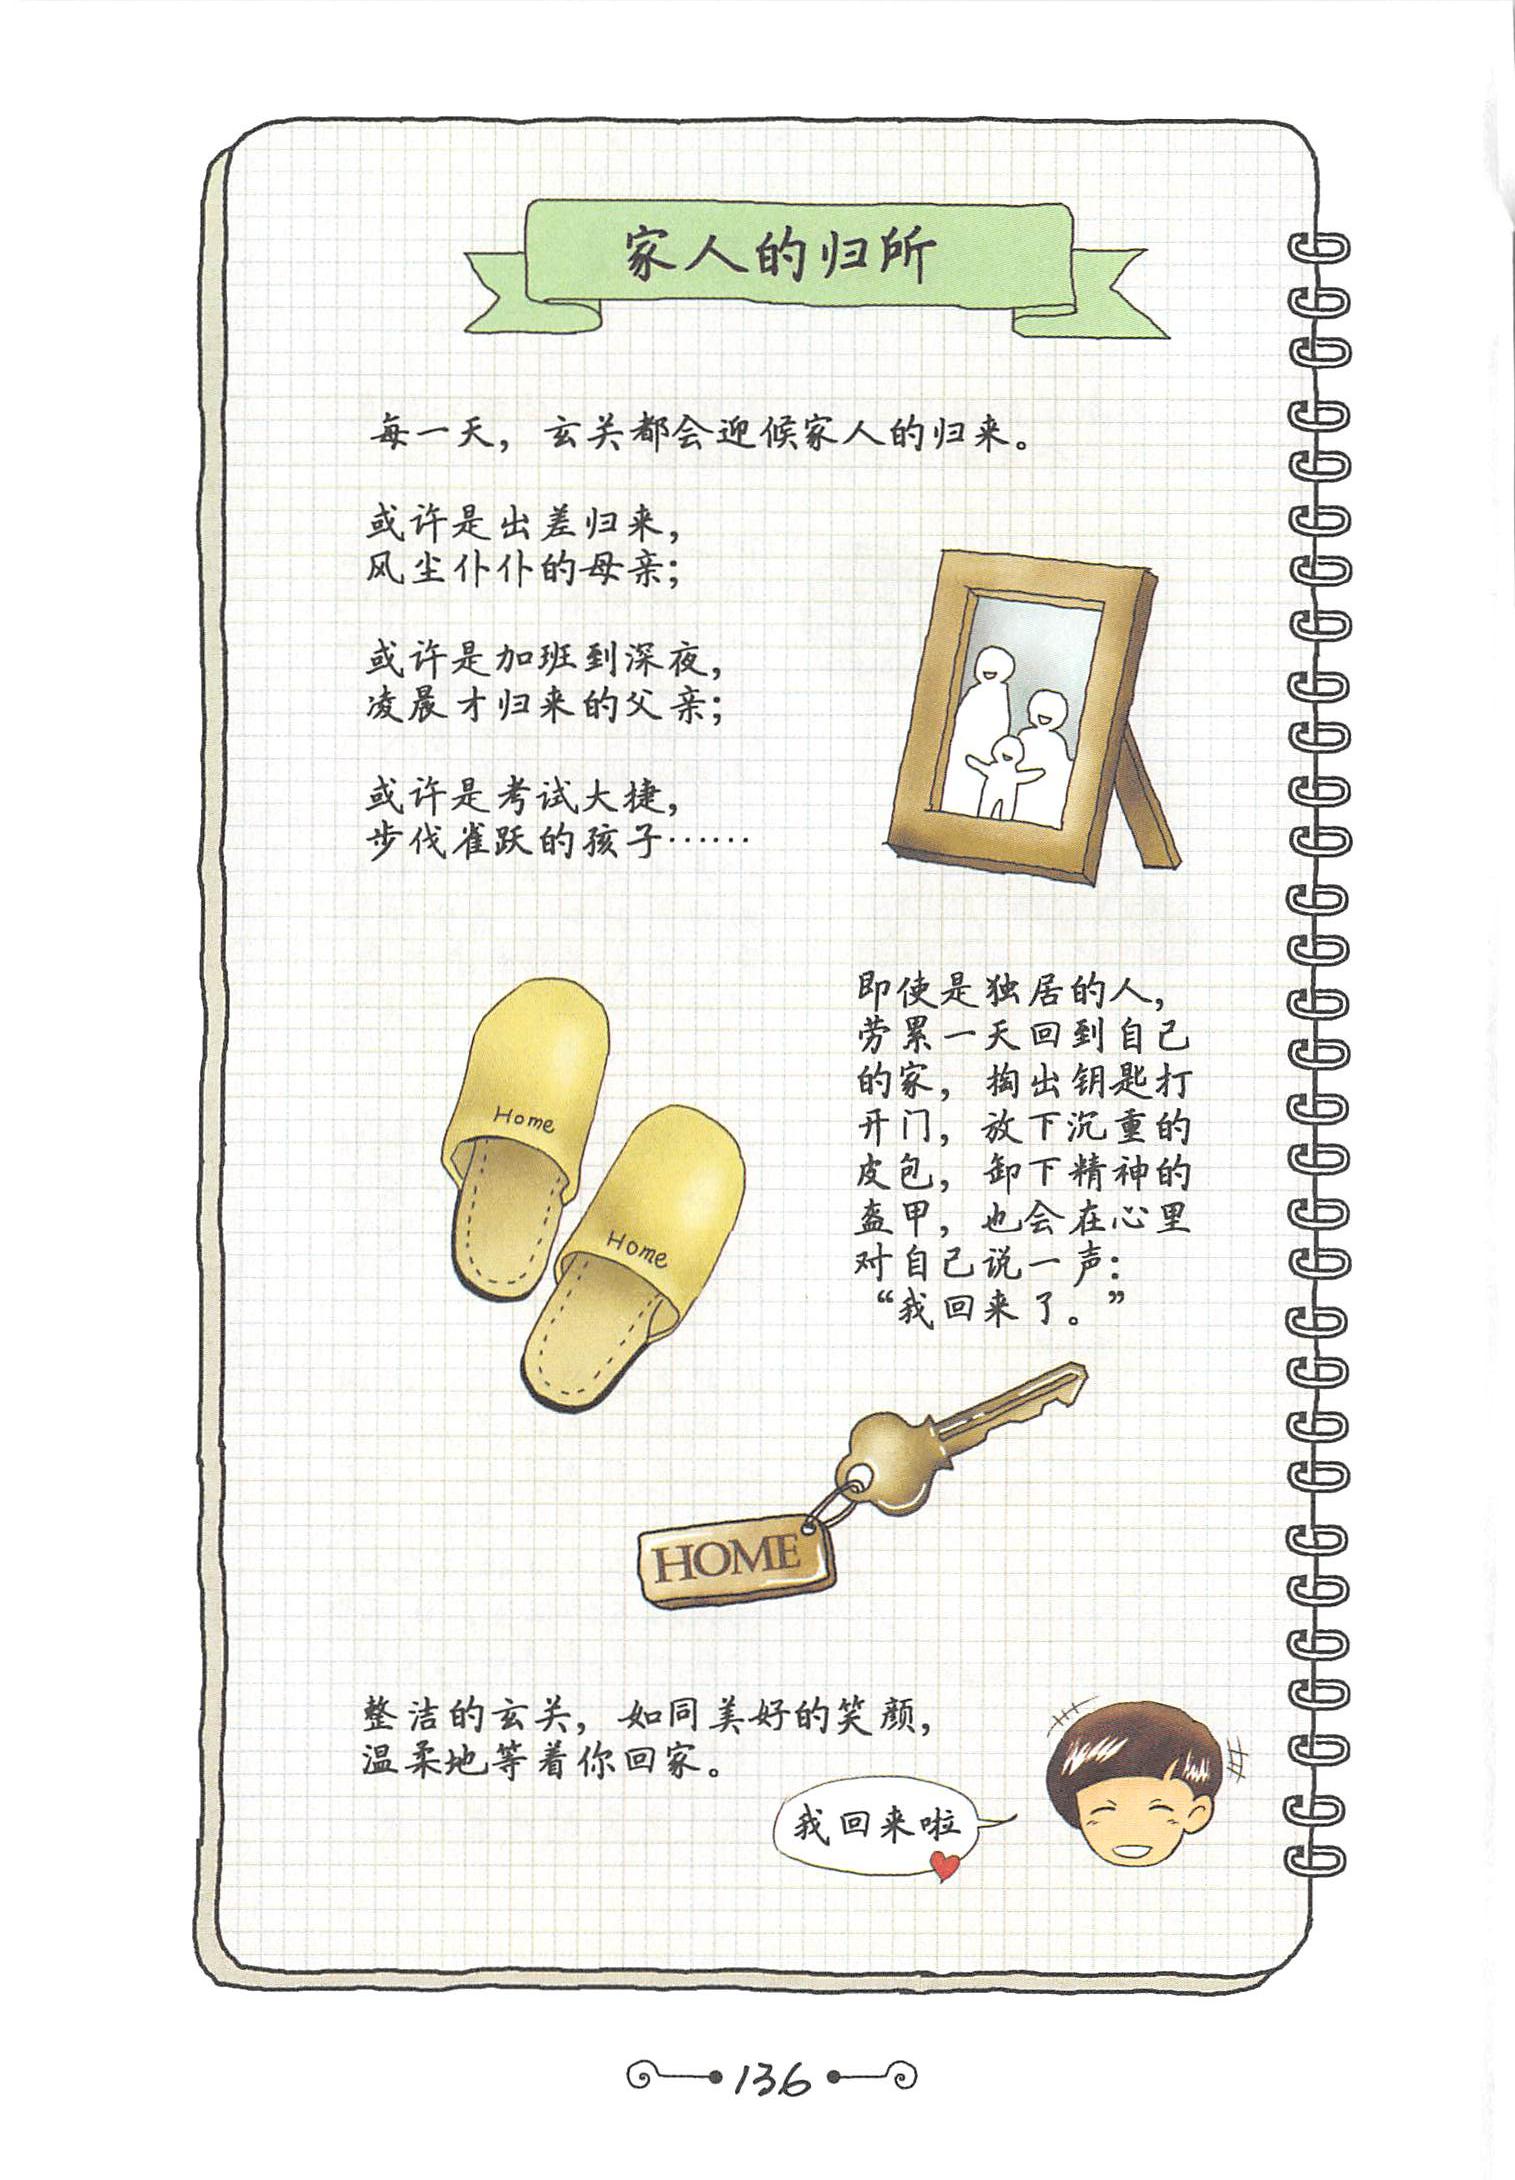 家人的归所
每一天，玄关都会迎候家人的归来。
或许是出差归来，
风尘仆仆的母亲；
或许是加班到深夜，
凌晨才归来的父亲；
或许是考试大捷，
步伐雀跃的孩子……
即使是独居的人，
劳累一天回到自己
的家，掏出钥匙打
开门，放下沉重的
皮包，卸下精神的
盔甲，也会在心里
对自己说一声：
“我回来了。”
Home
Home
HOME
整洁的玄关，如同美好的笑颜，
温柔地等着你回家。
我回来啦
136